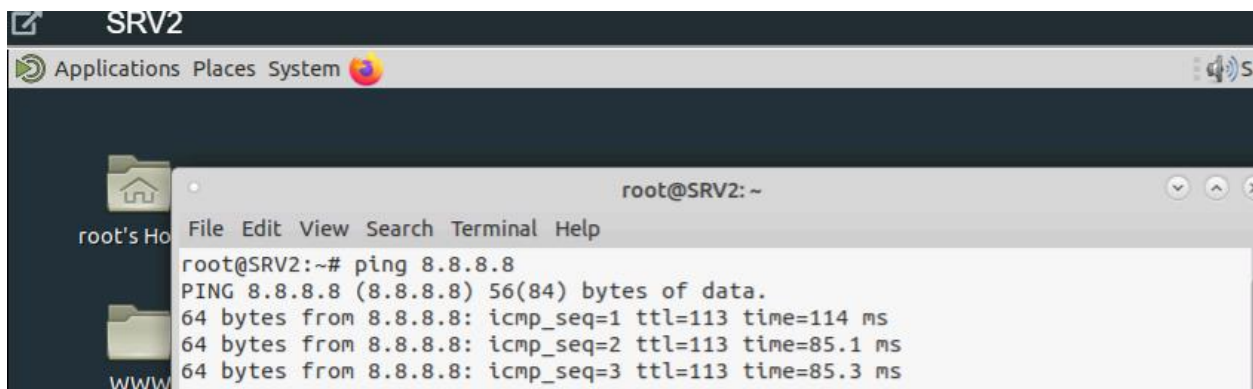 SRV2
Applications Places System
root@SRV2: ~
root's Ho
File Edit View Search Terminal Help
root@SRV2:~# ping 8.8.8.8
PING 8.8.8.8 (8.8.8.8) 56(84) bytes of data.
64 bytes from 8.8.8.8: icmp_seq=1 ttl=113 time=114 ms
64 bytes from 8.8.8.8: icmp_seq=2 ttl=113 time=85.1 ms
64 bytes from 8.8.8.8: icmp_seq=3 ttl=113 time=85.3 ms
www